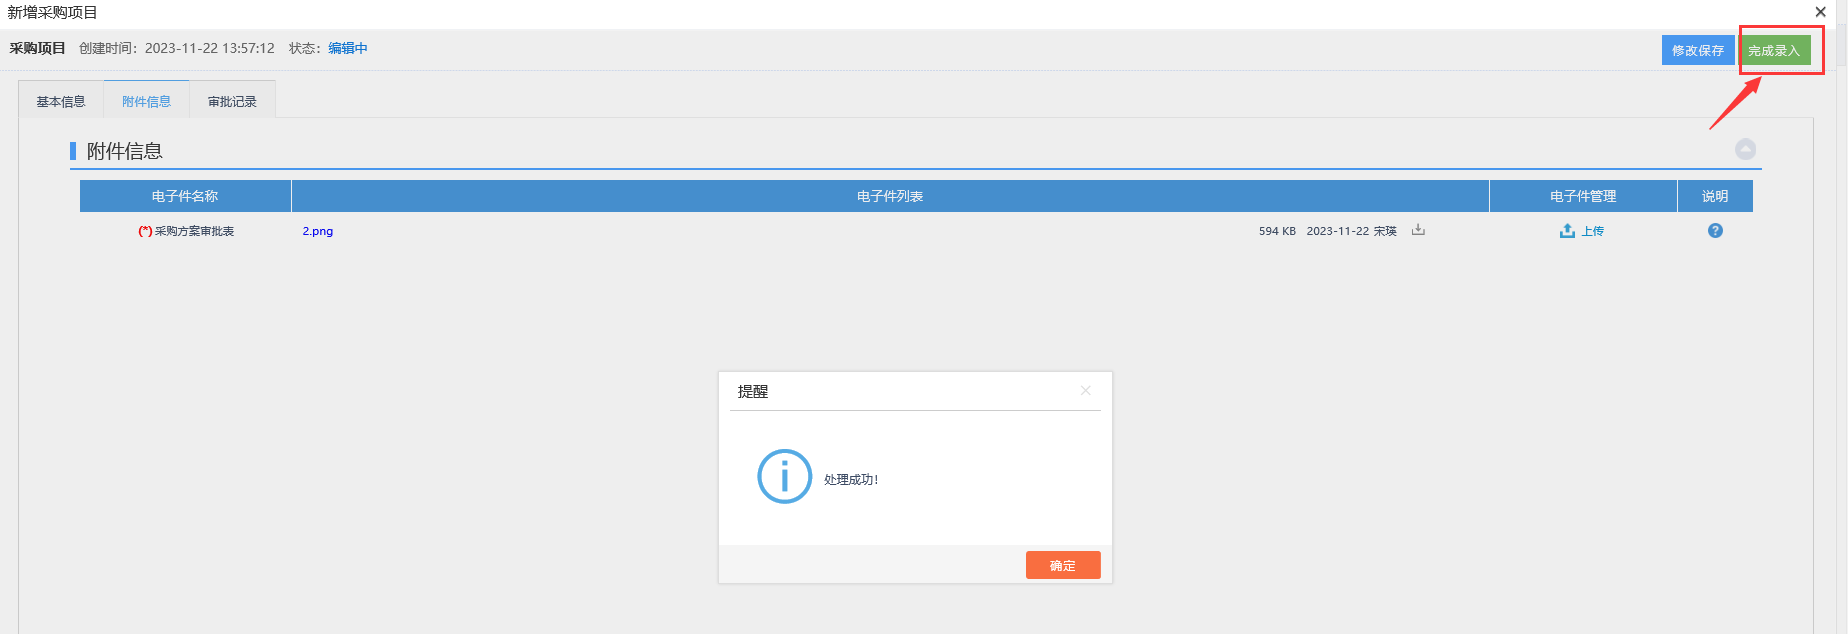 新增采购项目
采购项目 创建时间：2023-11-22 13:57:12 状态：编辑中
修改保存 完成录入
基本信息 附件信息 审批记录
附件信息
电子件名称 电子件列表 电子件管理 说明
(*)采购方案审批表 2.png 594 KB 2023-11-22 宋瑛 上传
提醒
处理成功!
确定